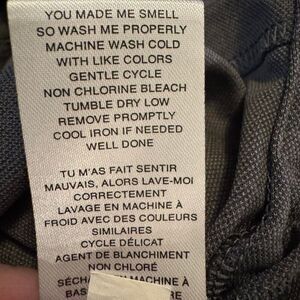 YOU MADE ME SMELL
SO WASH ME PROPERLY
MACHINE WASH COLD
WITH LIKE COLORS
GENTLE CYCLE
NON CHLORINE BLEACH
TUMBLE DRY LOW
REMOVE PROMPTLY
COOL IRON IF NEEDED
WELL DONE
TU M'AS FAIT SENTIR
MAUVAIS, ALORS LAVE-MOI
CORRECTEMENT
LAVAGE EN MACHINE À
FROID AVEC DES COULEURS
SIMILAIRES
CYCLE DÉLICAT
AGENT DE BLANCHIMENT
NON CHLORÉ
MACHINE À